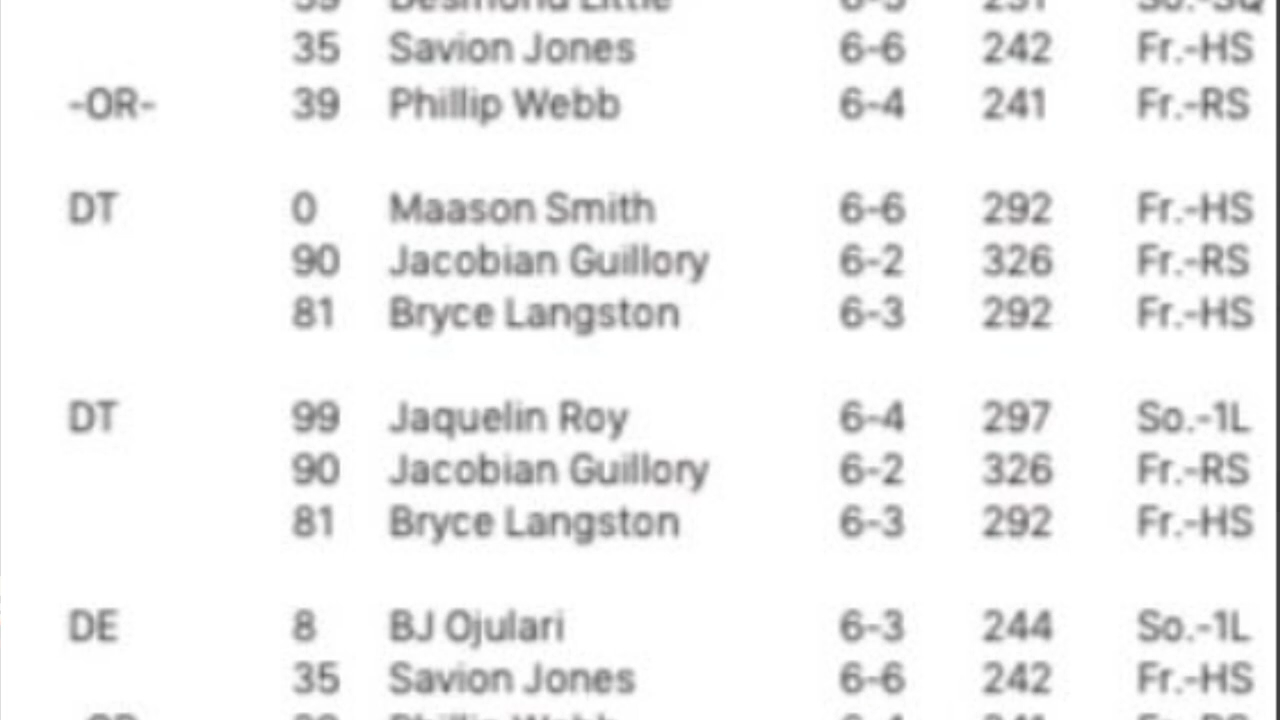 Desmond Little
35 Savion Jones 6-6 242 Fr.-HS
-OR- 39 Phillip Webb 6-4 241 Fr.-RS
DT 0 Maason Smith 6-6 292 Fr.-HS
90 Jacobian Guillory 6-2 326 Fr.-RS
81 Bryce Langston 6-3 292 Fr.-HS
DT 99 Jaquelin Roy 6-4 297 So.-1L
90 Jacobian Guillory 6-2 326 Fr.-RS
81 Bryce Langston 6-3 292 Fr.-HS
DE 8 BJ Ojulari 6-3 244 So.-1L
35 Savion Jones 6-6 242 Fr.-HS